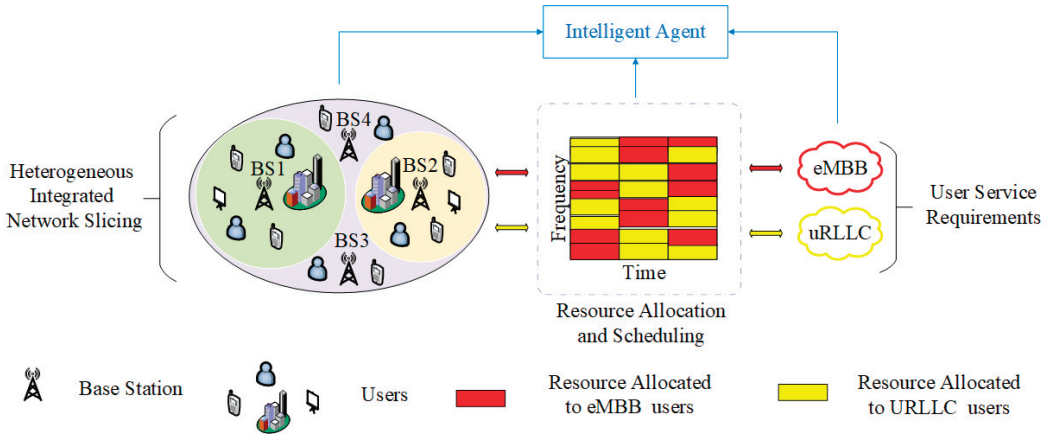 Intelligent Agent
Heterogeneous
Integrated
Network Slicing
BS4
BS1
BS2
BS3
Frequency
Time
Resource Allocation
and Scheduling
eMBB
uRLLC
User Service
Requirements
Base Station
Users
Resource Allocated
to eMBB users
Resource Allocated
to URLLC users